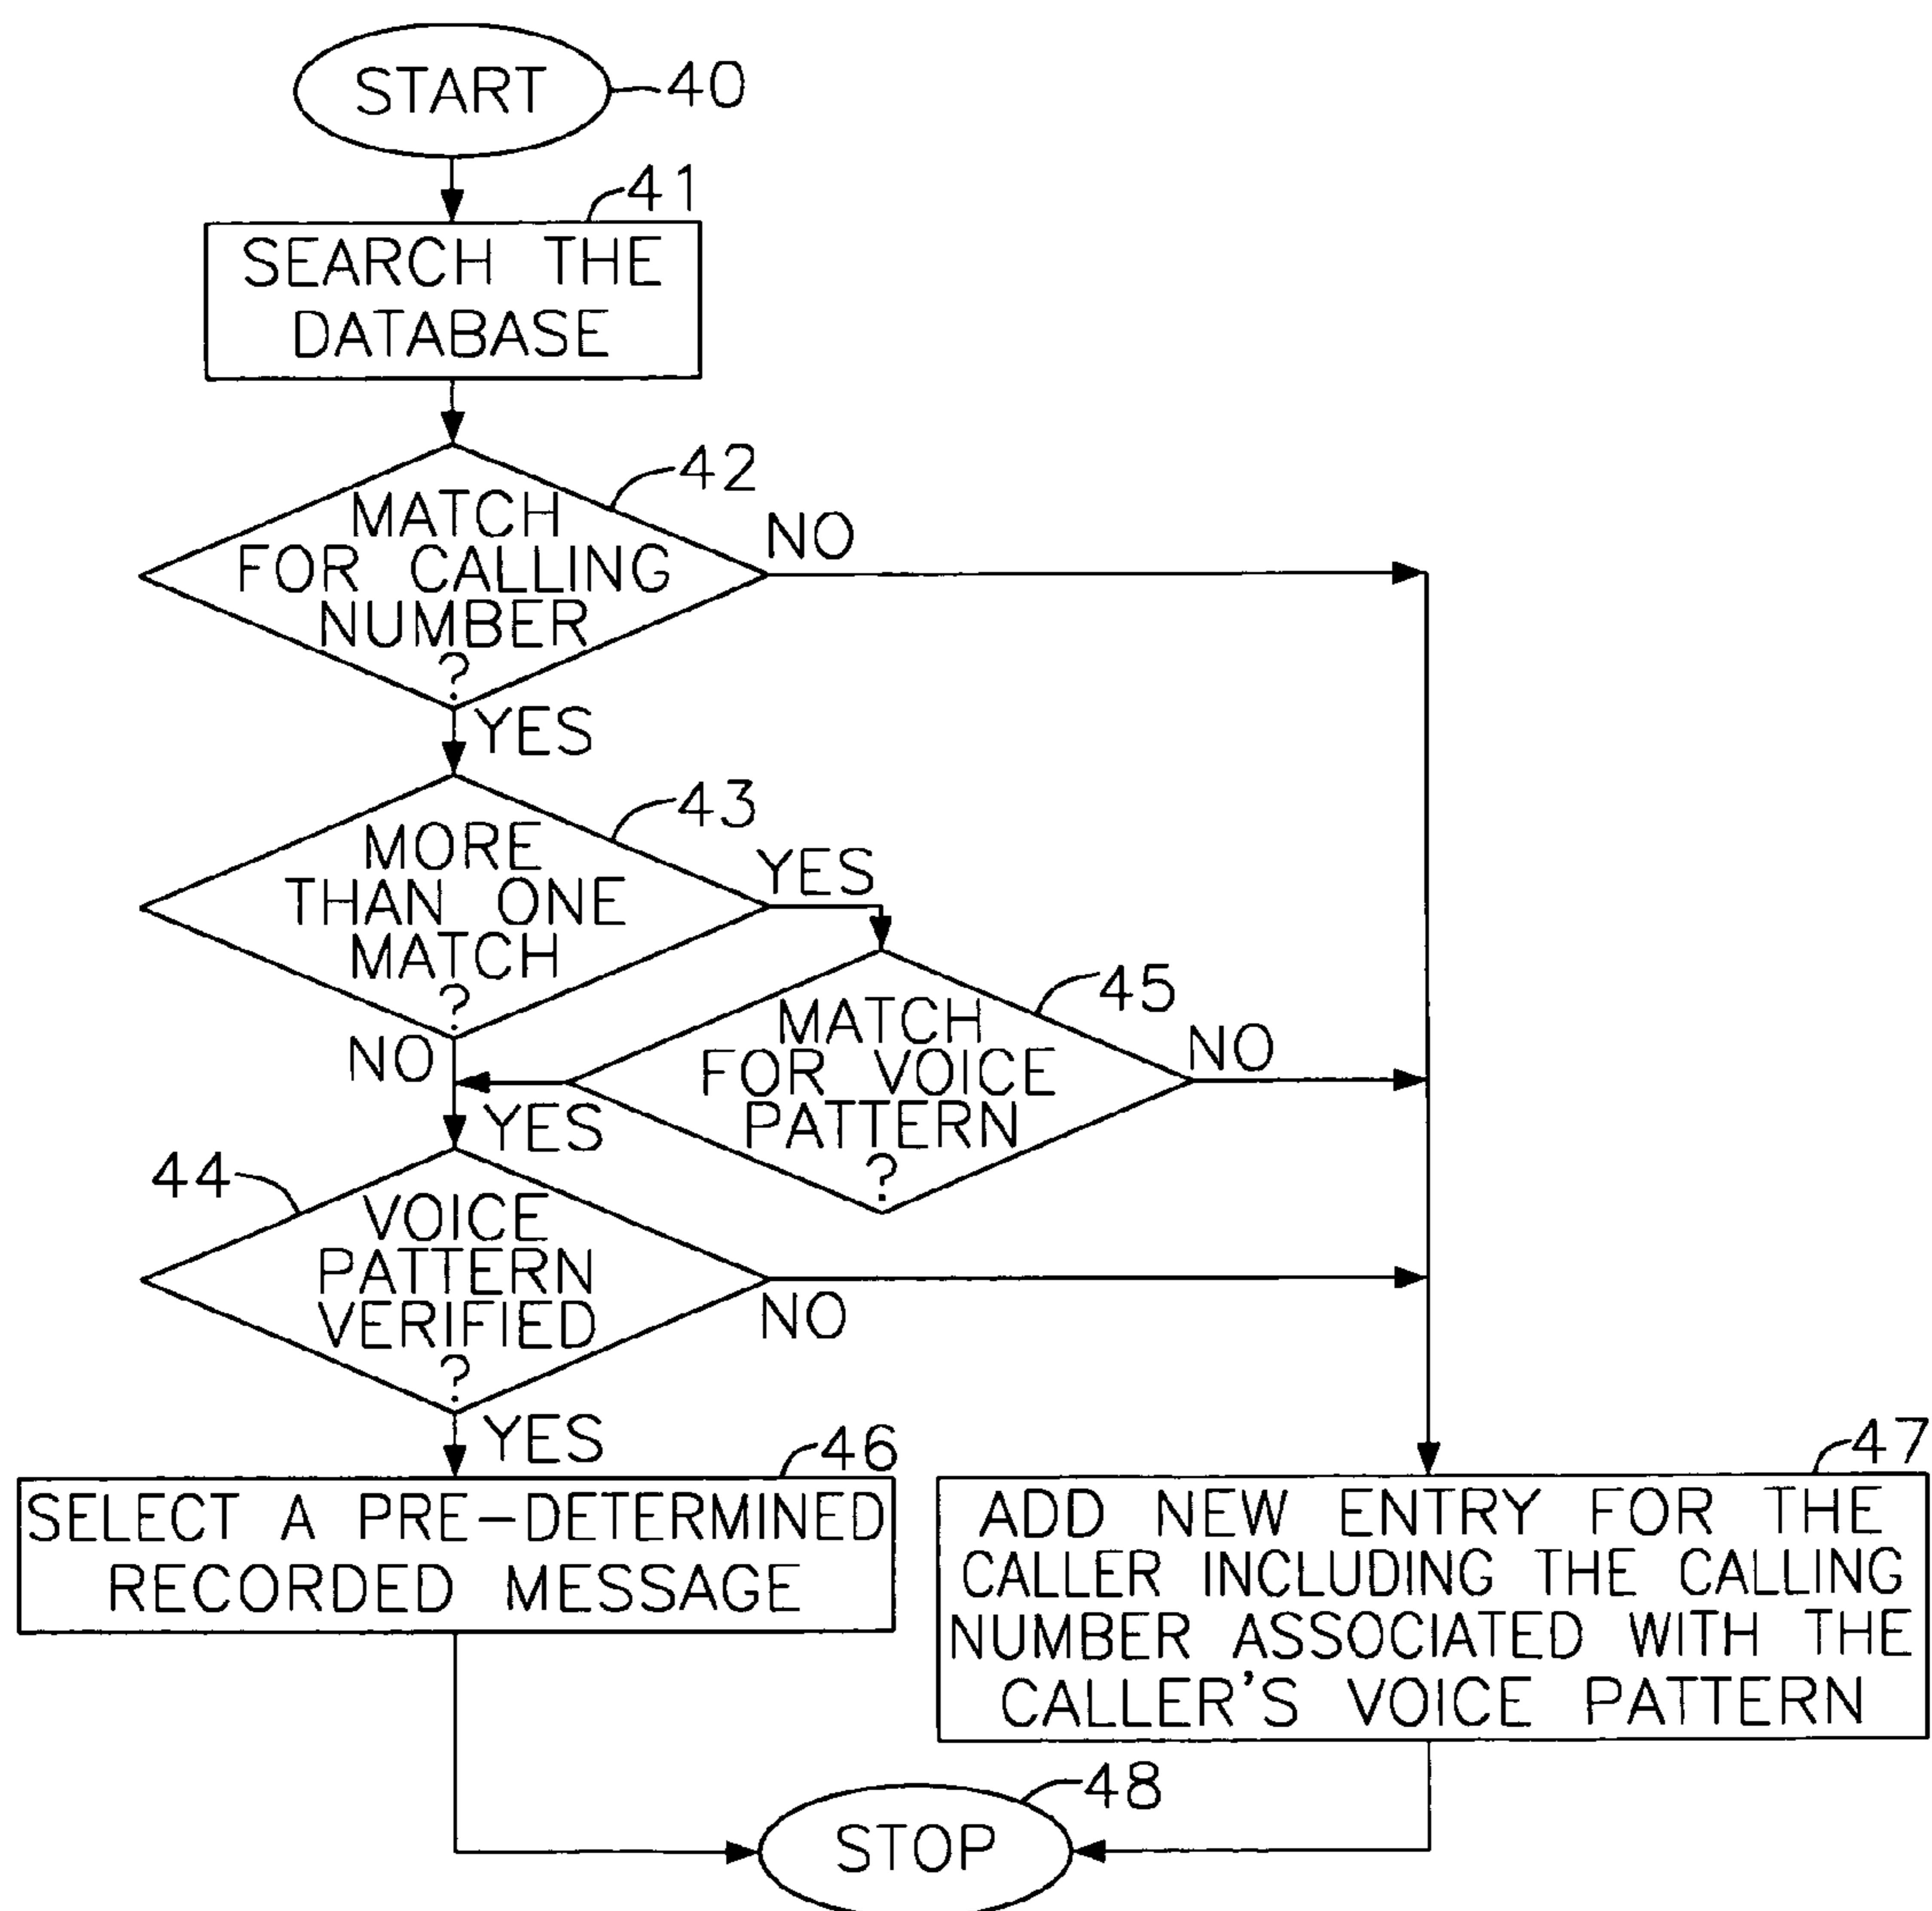 START
40
41
SEARCH THE
DATABASE
42
MATCH
FOR CALLING
NUMBER
?
NO
YES
43
MORE
THAN ONE
MATCH
?
YES
NO
45
MATCH
FOR VOICE
PATTERN
?
NO
YES
44
VOICE
PATTERN
VERIFIED
?
NO
YES
46
SELECT A PRE-DETERMINED
RECORDED MESSAGE
47
ADD NEW ENTRY FOR THE
CALLER INCLUDING THE CALLING
NUMBER ASSOCIATED WITH THE
CALLER'S VOICE PATTERN
48
STOP